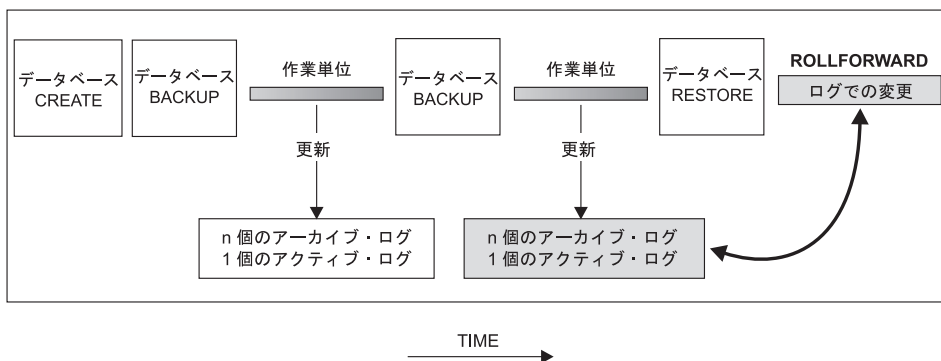 データベース
CREATE
データベース
BACKUP
作業単位
更新
n 個のアーカイブ・ログ
1 個のアクティブ・ログ
データベース
BACKUP
作業単位
更新
n 個のアーカイブ・ログ
1 個のアクティブ・ログ
データベース
RESTORE
ROLLFORWARD
ログでの変更
TIME